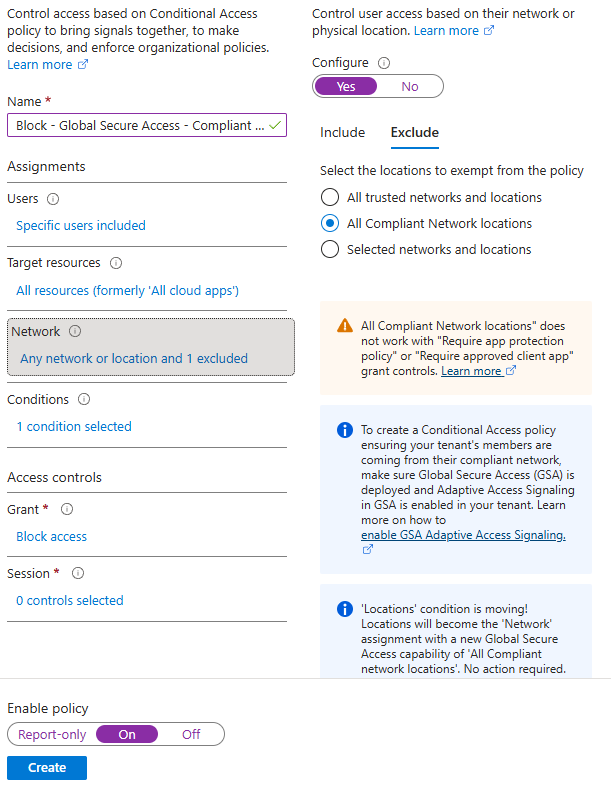 Control access based on Conditional Access
policy to bring signals together, to make
decisions, and enforce organizational policies.
Learn more
Name *
Block - Global Secure Access - Compliant ...
Assignments
Users
Specific users included
Target resources
All resources (formerly 'All cloud apps')
Network
Any network or location and 1 excluded
Conditions
1 condition selected
Access controls
Grant *
Block access
Session *
0 controls selected
Control user access based on their network or
physical location. Learn more
Configure
Yes No
Include Exclude
Select the locations to exempt from the policy
All trusted networks and locations
All Compliant Network locations
Selected networks and locations
All Compliant Network locations" does
not work with "Require app protection
policy" or "Require approved client app"
grant controls. Learn more
To create a Conditional Access policy
ensuring your tenant's members are
coming from their compliant network,
make sure Global Secure Access (GSA) is
deployed and Adaptive Access Signaling
in GSA is enabled in your tenant. Learn
more on how to
enable GSA Adaptive Access Signaling.
'Locations' condition is moving!
Locations will become the 'Network'
assignment with a new Global Secure
Access capability of 'All Compliant
network locations'. No action required.
Enable policy
Report-only On Off
Create